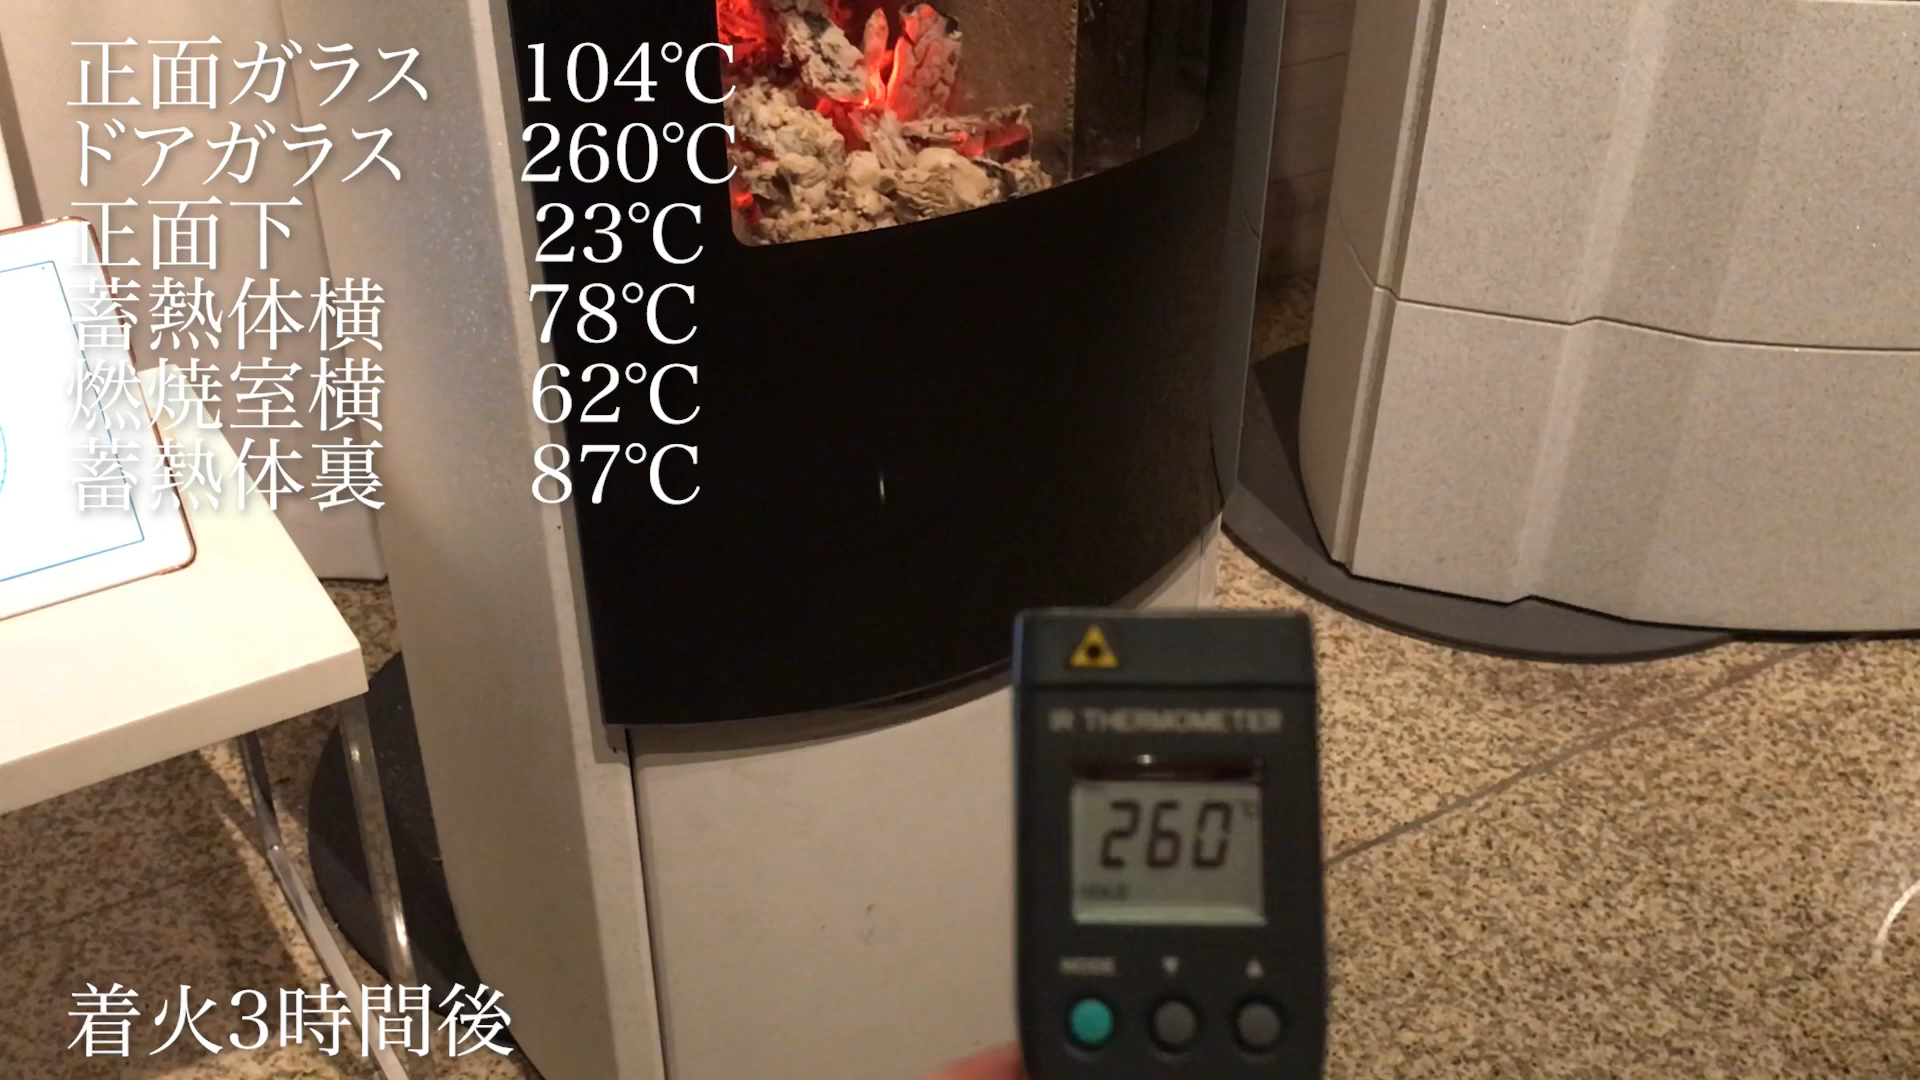 正面ガラス 104℃
ドアガラス 260℃
正面下 23℃
蓄熱体横 78℃
燃焼室横 62℃
蓄熱体裏 87℃
IR THERMOMETER
260 ℃
HOLD
MODE ▼ ▲
着火3時間後